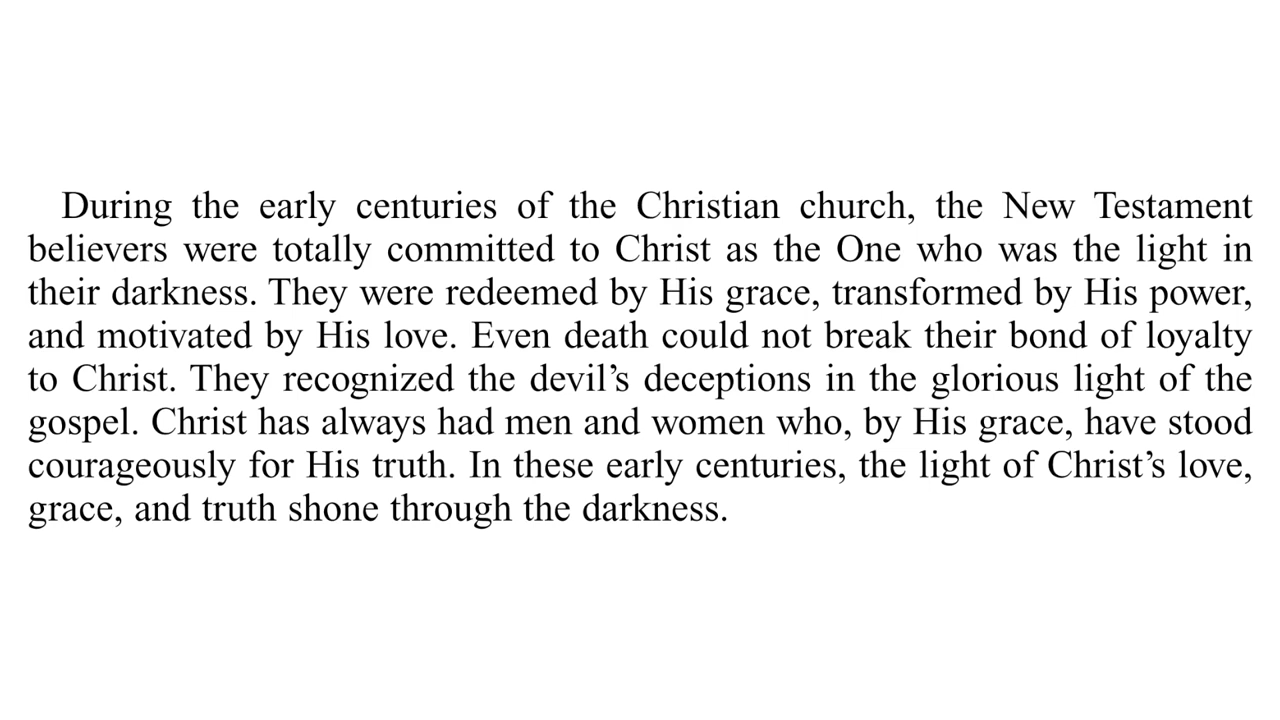 During the early centuries of the Christian church, the New Testament
believers were totally committed to Christ as the One who was the light in
their darkness. They were redeemed by His grace, transformed by His power,
and motivated by His love. Even death could not break their bond of loyalty
to Christ. They recognized the devil’s deceptions in the glorious light of the
gospel. Christ has always had men and women who, by His grace, have stood
courageously for His truth. In these early centuries, the light of Christ’s love,
grace, and truth shone through the darkness.